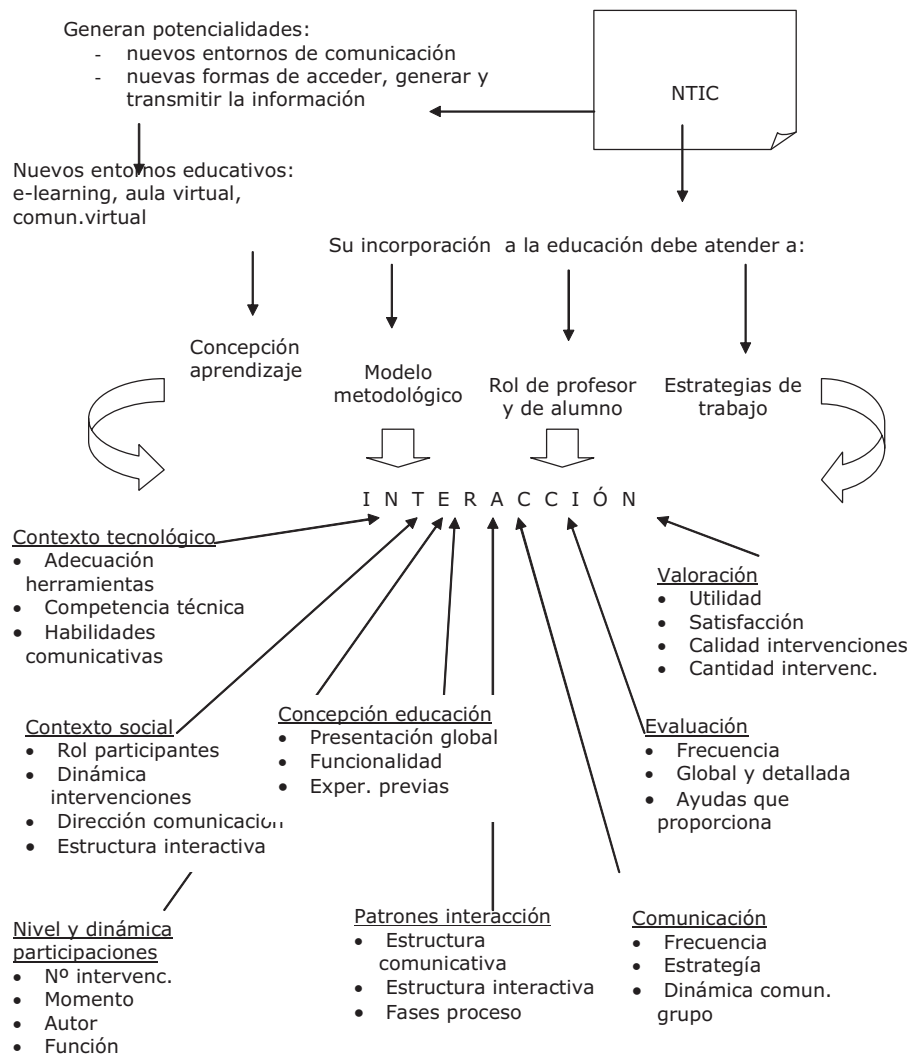 Generan potencialidades:
- nuevos entornos de comunicación
- nuevas formas de acceder, generar y
transmitir la información
NTIC
Nuevos entornos educativos:
e-learning, aula virtual,
comun.virtual
Su incorporación a la educación debe atender a:
Concepción
aprendizaje
Modelo
metodológico
Rol de profesor
y de alumno
Estrategias de
trabajo
I N T E R A C C I Ó N
Contexto tecnológico
• Adecuación
herramientas
• Competencia técnica
• Habilidades
comunicativas
Valoración
• Utilidad
• Satisfacción
• Calidad intervenciones
• Cantidad intervenc.
Contexto social
• Rol participantes
• Dinámica
intervenciones
• Dirección comunicación
• Estructura interactiva
Concepción educación
• Presentación global
• Funcionalidad
• Exper. previas
Evaluación
• Frecuencia
• Global y detallada
• Ayudas que
proporciona
Nivel y dinámica
participaciones
• Nº intervenc.
• Momento
• Autor
• Función
Patrones interacción
• Estructura
comunicativa
• Estructura interactiva
• Fases proceso
Comunicación
• Frecuencia
• Estrategía
• Dinámica comun.
grupo